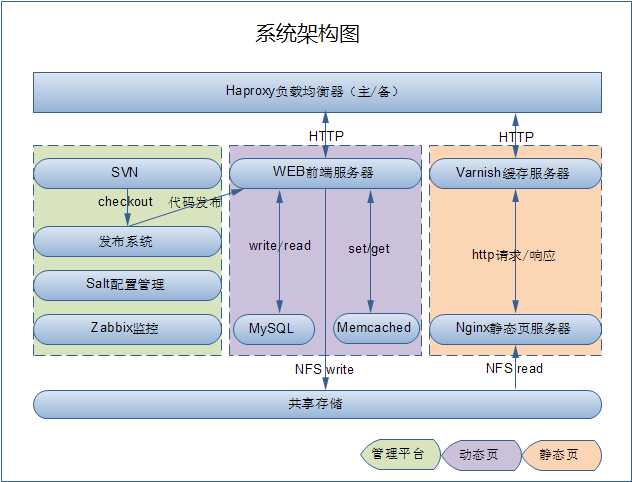 系统架构图
Haproxy负载均衡器（主/备）
HTTP
HTTP
SVN
WEB前端服务器
Varnish缓存服务器
checkout
代码发布
发布系统
write/read
set/get
http请求/响应
Salt配置管理
Zabbix监控
MySQL
Memcached
Nginx静态页服务器
NFS write
NFS read
共享存储
管理平台
动态页
静态页